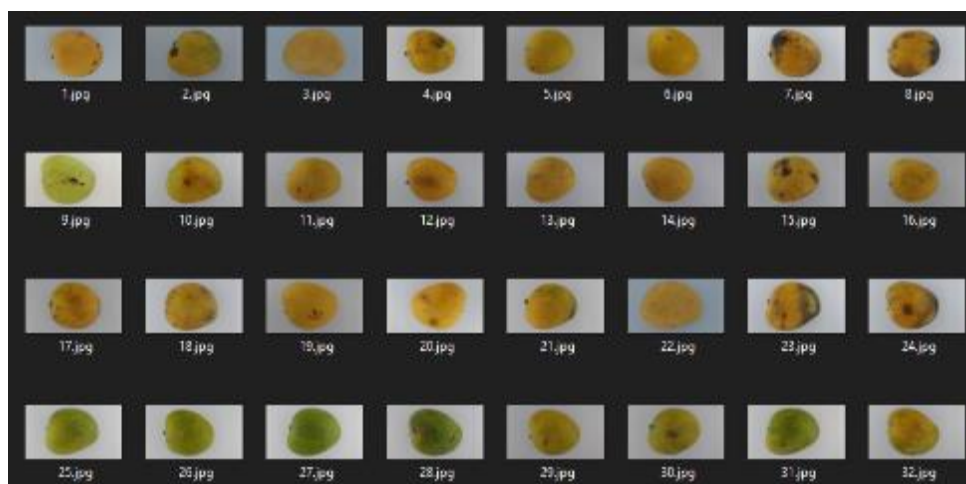 1.jpg 2.jpg 3.jpg 4.jpg 5.jpg 6.jpg 7.jpg 8.jpg
9.jpg 10.jpg 11.jpg 12.jpg 13.jpg 14.jpg 15.jpg 16.jpg
17.jpg 18.jpg 19.jpg 20.jpg 21.jpg 22.jpg 23.jpg 24.jpg
25.jpg 26.jpg 27.jpg 28.jpg 29.jpg 30.jpg 31.jpg 32.jpg